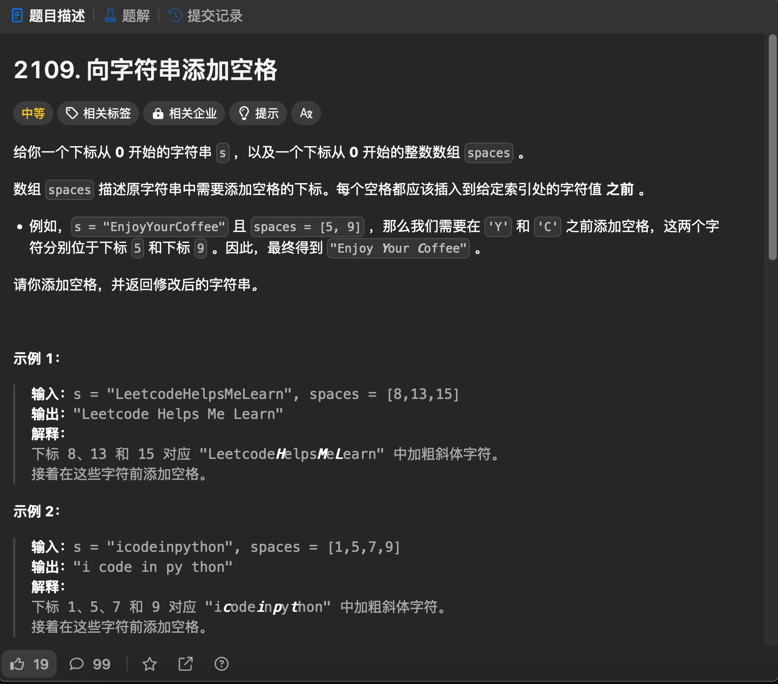 题目描述 | 题解 | 提交记录
2109. 向字符串添加空格
中等 相关标签 相关企业 提示 Aあ
给你一个下标从 0 开始的字符串 s ，以及一个下标从 0 开始的整数数组 spaces 。
数组 spaces 描述原字符串中需要添加空格的下标。每个空格都应该插入到给定索引处的字符值 之前 。
• 例如，s = "EnjoyYourCoffee" 且 spaces = [5, 9] ，那么我们需要在 'Y' 和 'C' 之前添加空格，这两个字
符分别位于下标 5 和下标 9 。因此，最终得到 "Enjoy Your Coffee" 。
请你添加空格，并返回修改后的字符串。
示例 1：
输入：s = "LeetcodeHelpsMeLearn", spaces = [8,13,15]
输出："Leetcode Helps Me Learn"
解释：
下标 8、13 和 15 对应 "LeetcodeHelpsMeLearn" 中加粗斜体字符。
接着在这些字符前添加空格。
示例 2：
输入：s = "icodeinpython", spaces = [1,5,7,9]
输出："i code in py thon"
解释：
下标 1、5、7 和 9 对应 "icodeinpython" 中加粗斜体字符。
接着在这些字符前添加空格。
19 99